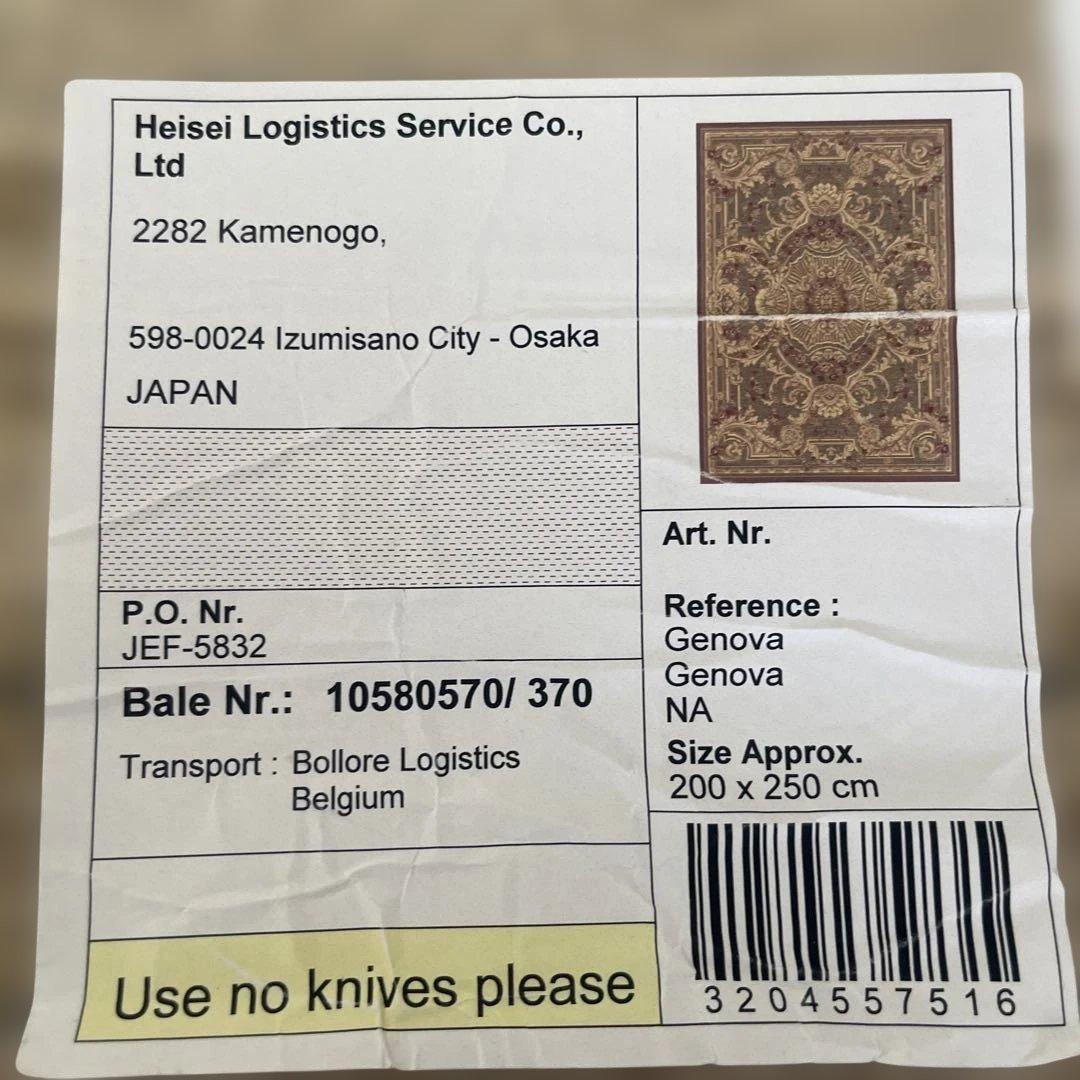 Heisei Logistics Service Co.,
Ltd
2282 Kamenogo,
598-0024 Izumisano City - Osaka
JAPAN
P.O. Nr.
JEF-5832
Bale Nr.: 10580570/ 370
Transport : Bollore Logistics
Belgium
Use no knives please
Art. Nr.
Reference :
Genova
Genova
NA
Size Approx.
200 x 250 cm
3204557516